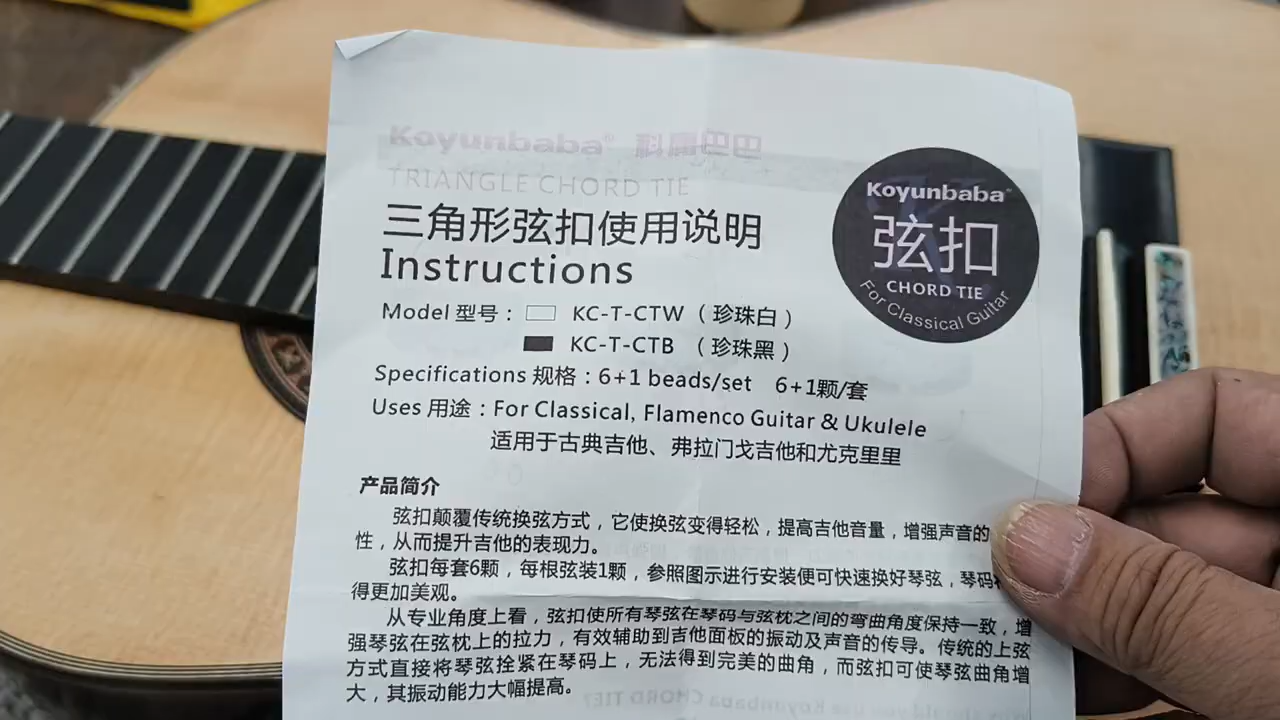 Koyunbaba® 科庸巴巴
TRIANGLE CHORD TIE
三角形弦扣使用说明
Instructions
Model 型号： KC-T-CTW （珍珠白）
KC-T-CTB （珍珠黑）
Specifications 规格：6+1 beads/set 6+1颗/套
Uses 用途：For Classical, Flamenco Guitar & Ukulele
适用于古典吉他、弗拉门戈吉他和尤克里里
Koyunbaba®
弦扣
CHORD TIE
For Classical Guitar
产品简介
弦扣颠覆传统换弦方式，它使换弦变得轻松，提高吉他音量，增强声音的
性，从而提升吉他的表现力。
弦扣每套6颗，每根弦装1颗，参照图示进行安装便可快速换好琴弦，琴码
得更加美观。
从专业角度上看，弦扣使所有琴弦在琴码与弦枕之间的弯曲角度保持一致，增
强琴弦在弦枕上的拉力，有效辅助到吉他面板的振动及声音的传导。传统的上弦
方式直接将琴弦拴紧在琴码上，无法得到完美的曲角，而弦扣可使琴弦曲角增
大，其振动能力大幅提高。